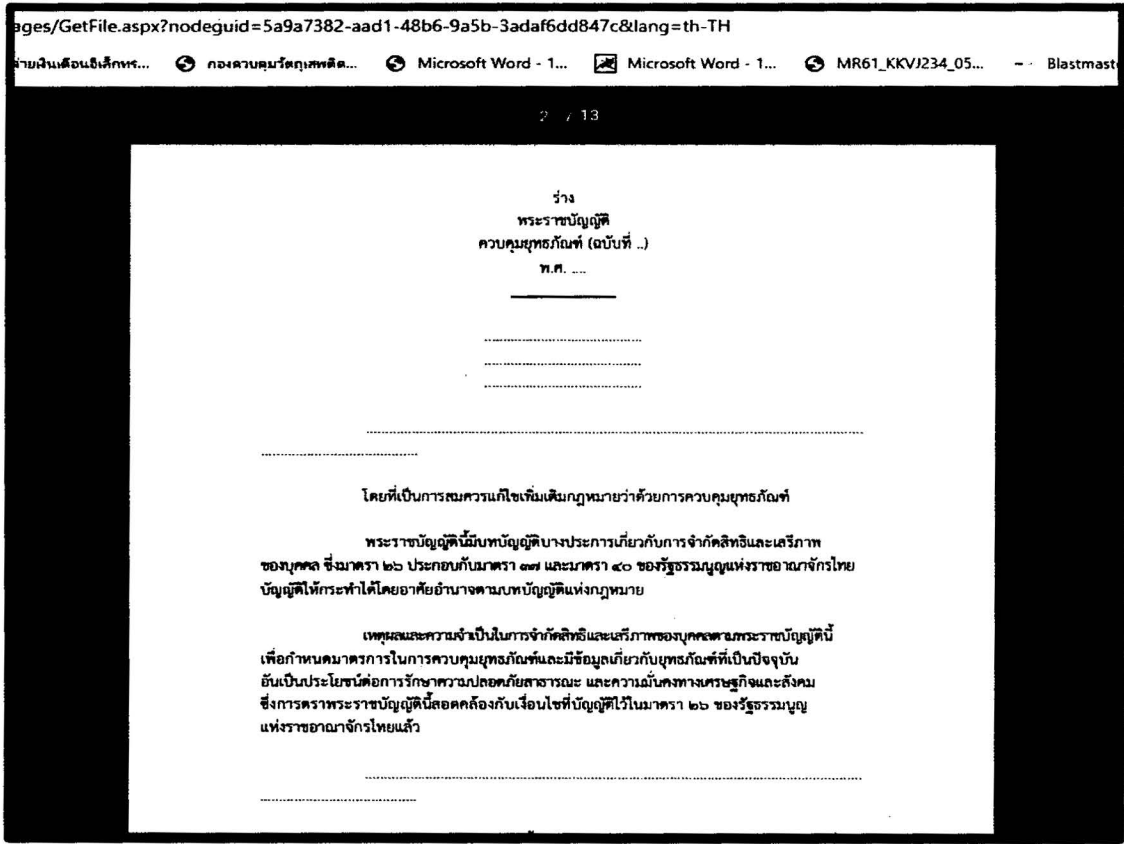 ages/GetFile.aspx?nodeguid=5a9a7382-aad1-48b6-9a5b-3adaf6dd847c&lang=th-TH
จ่ายเงินเดือนอิเล็กทร... กองควบคุมวัตถุเสพติด... Microsoft Word - 1... Microsoft Word - 1... MR61_KKVJ234_05... Blastmaste
2 / 13
ร่าง
พระราชบัญญัติ
ควบคุมยุทธภัณฑ์ (ฉบับที่ ..)
พ.ศ. ....
โดยที่เป็นการสมควรแก้ไขเพิ่มเติมกฎหมายว่าด้วยการควบคุมยุทธภัณฑ์
พระราชบัญญัตินี้มีบทบัญญัติบางประการเกี่ยวกับการจำกัดสิทธิและเสรีภาพ
ของบุคคล ซึ่งมาตรา ๒๖ ประกอบกับมาตรา ๓๗ และมาตรา ๔๐ ของรัฐธรรมนูญแห่งราชอาณาจักรไทย
บัญญัติให้กระทำได้โดยอาศัยอำนาจตามบทบัญญัติแห่งกฎหมาย
เหตุผลและความจำเป็นในการจำกัดสิทธิและเสรีภาพของบุคคลตามพระราชบัญญัตินี้
เพื่อกำหนดมาตรการในการควบคุมยุทธภัณฑ์และมีข้อมูลเกี่ยวกับยุทธภัณฑ์ที่เป็นปัจจุบัน
อันเป็นประโยชน์ต่อการรักษาความปลอดภัยสาธารณะ และความมั่นคงทางเศรษฐกิจและสังคม
ซึ่งการตราพระราชบัญญัตินี้สอดคล้องกับเงื่อนไขที่บัญญัติไว้ในมาตรา ๒๖ ของรัฐธรรมนูญ
แห่งราชอาณาจักรไทยแล้ว